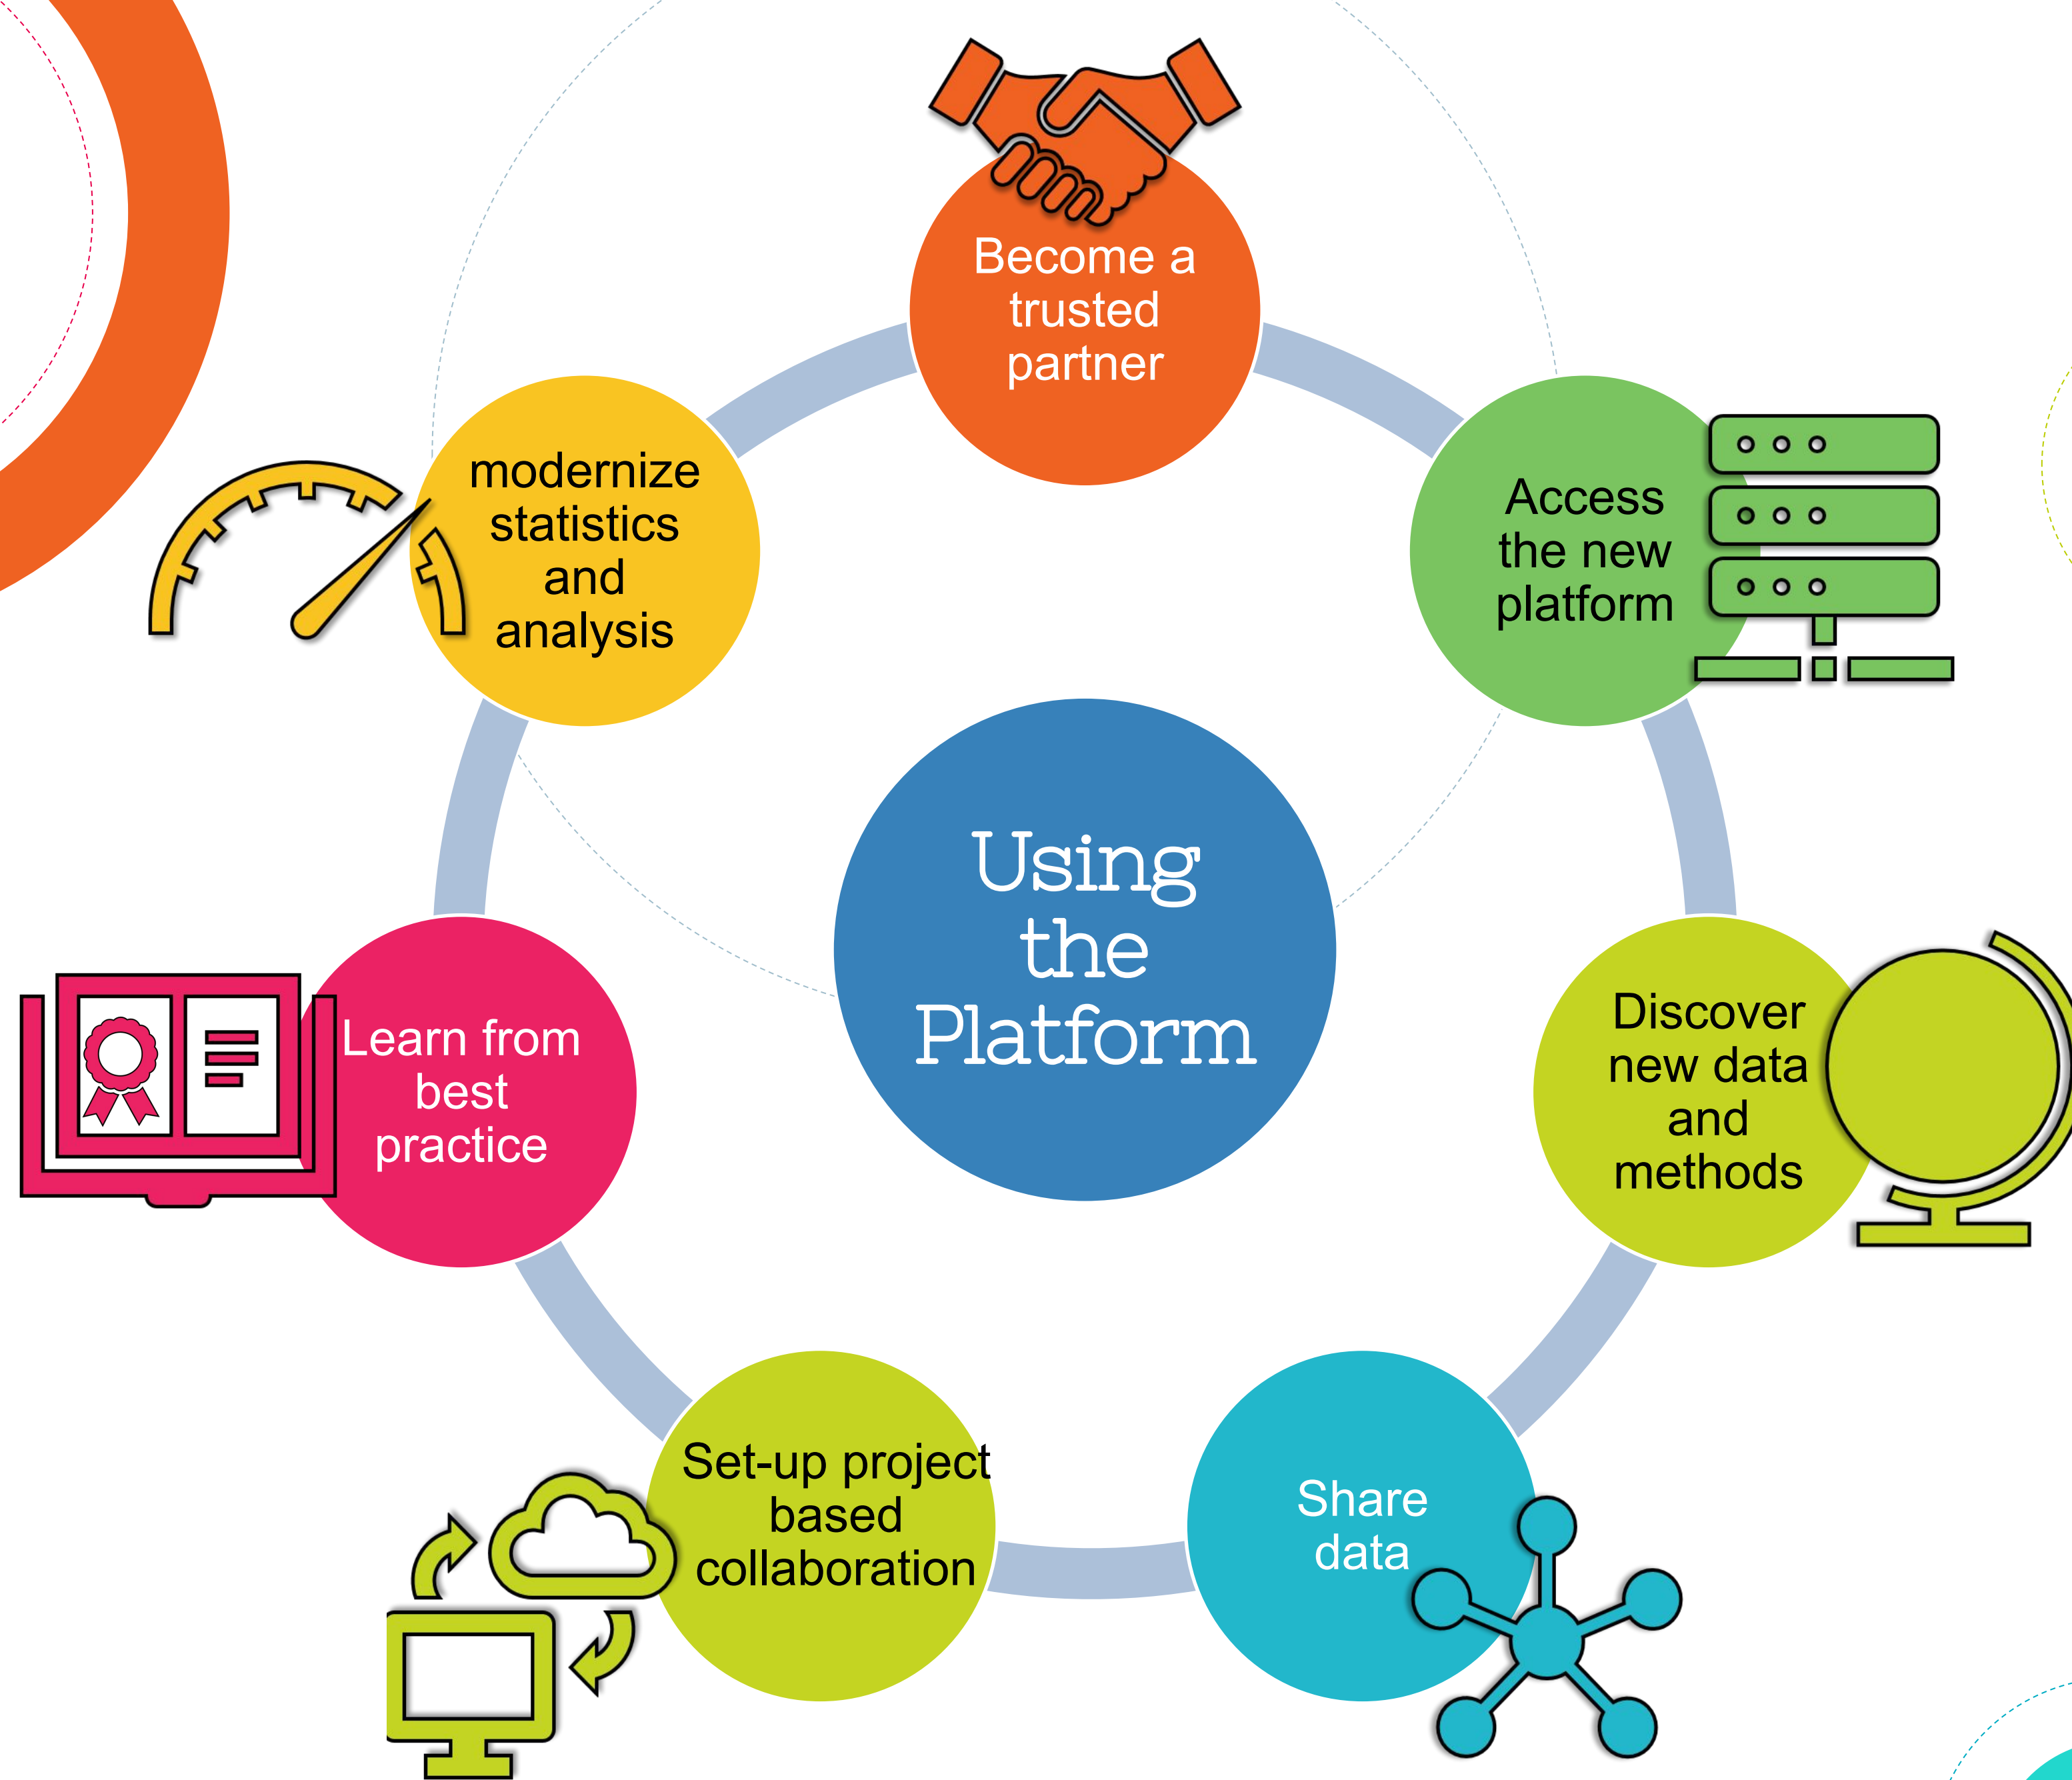 Become a
trusted
partner
Access
the new
platform
Discover
new data
and
methods
Share
data
Set-up project
based
collaboration
Learn from
best
practice
modernize
statistics
and
analysis
Using
the
Platform